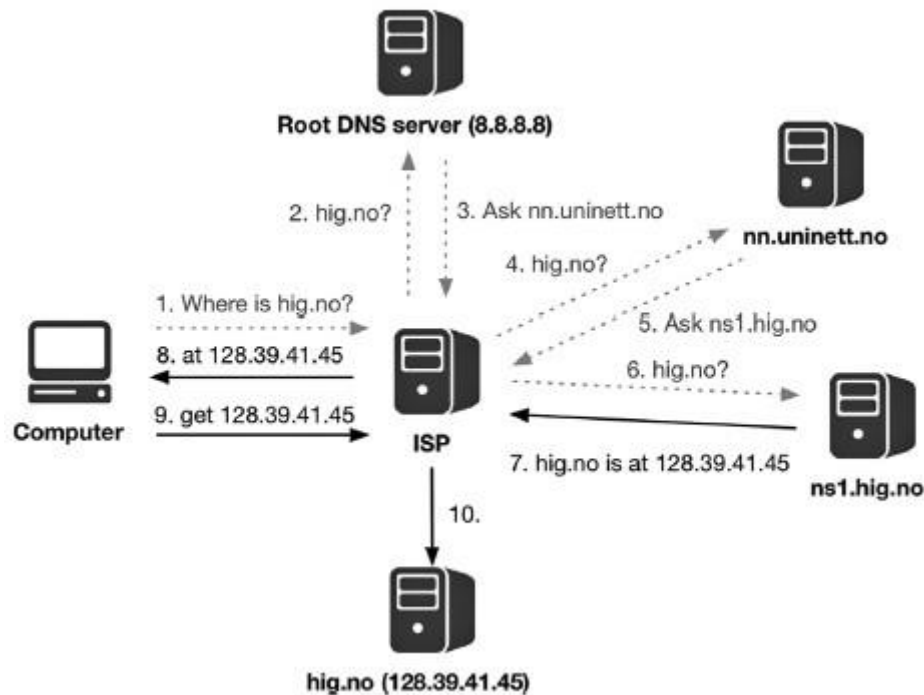 Root DNS server (8.8.8.8)
2. hig.no?
3. Ask nn.uninett.no
nn.uninett.no
4. hig.no?
1. Where is hig.no?
5. Ask ns1.hig.no
8. at 128.39.41.45
6. hig.no?
9. get 128.39.41.45
Computer
ISP
7. hig.no is at 128.39.41.45
ns1.hig.no
10.
hig.no (128.39.41.45)